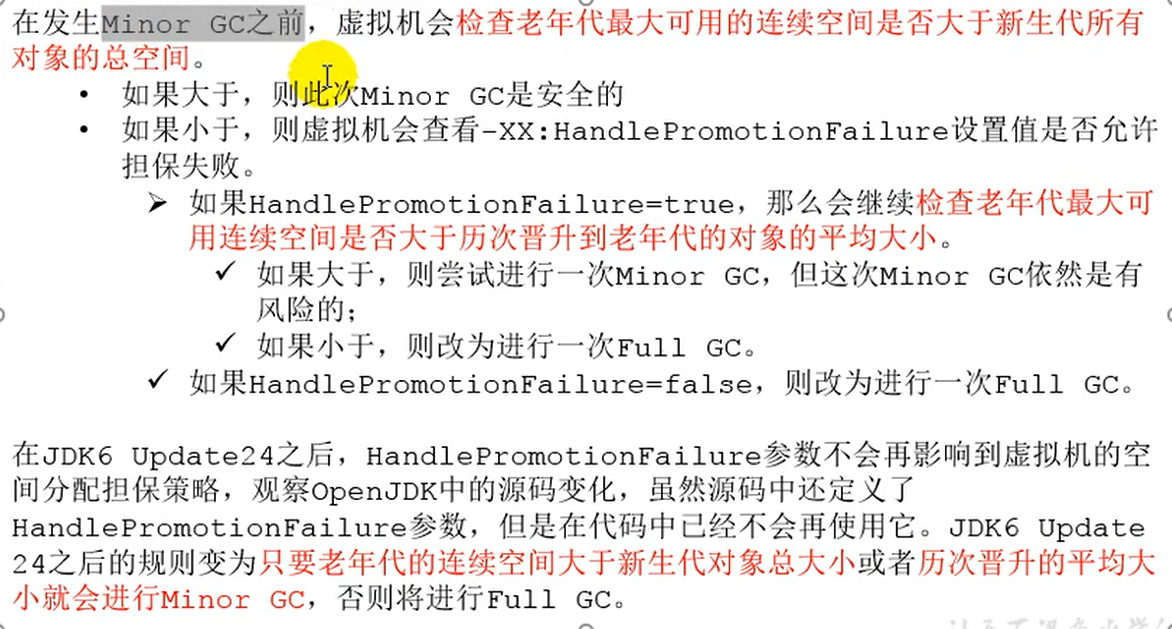 在发生Minor GC之前，虚拟机会检查老年代最大可用的连续空间是否大于新生代所有
对象的总空间。
• 如果大于，则此次Minor GC是安全的
• 如果小于，则虚拟机会查看-XX:HandlePromotionFailure设置值是否允许
担保失败。
➢ 如果HandlePromotionFailure=true，那么会继续检查老年代最大可
用连续空间是否大于历次晋升到老年代的对象的平均大小。
✓ 如果大于，则尝试进行一次Minor GC，但这次Minor GC依然是有
风险的；
✓ 如果小于，则改为进行一次Full GC。
✓ 如果HandlePromotionFailure=false，则改为进行一次Full GC。
在JDK6 Update24之后，HandlePromotionFailure参数不会再影响到虚拟机的空
间分配担保策略，观察OpenJDK中的源码变化，虽然源码中还定义了
HandlePromotionFailure参数，但是在代码中已经不会再使用它。JDK6 Update
24之后的规则变为只要老年代的连续空间大于新生代对象总大小或者历次晋升的平均大
小就会进行Minor GC，否则将进行Full GC。